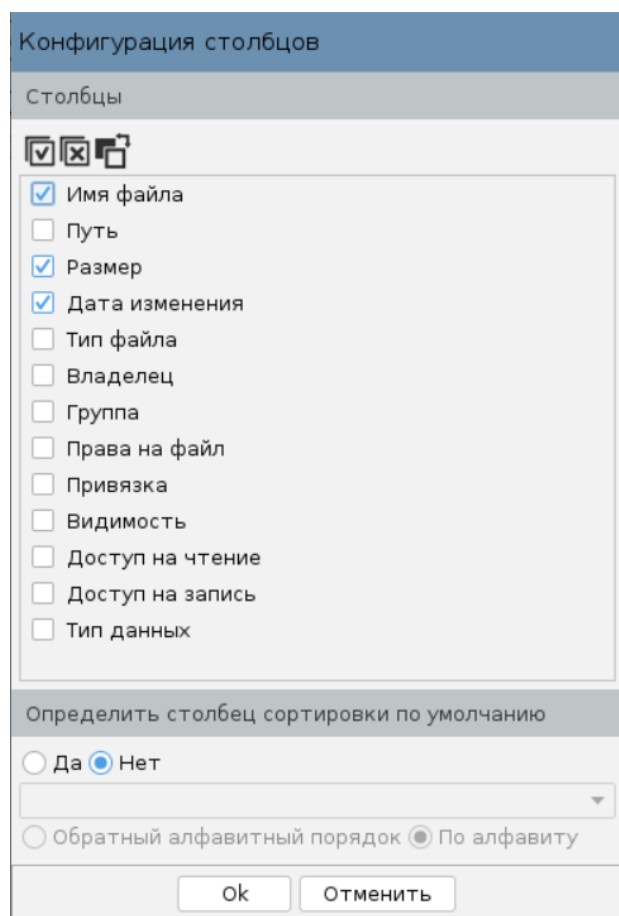 Конфигурация столбцов
Столбцы
Имя файла
Путь
Размер
Дата изменения
Тип файла
Владелец
Группа
Права на файл
Привязка
Видимость
Доступ на чтение
Доступ на запись
Тип данных
Определить столбец сортировки по умолчанию
Да Нет
Обратный алфавитный порядок По алфавиту
Ok Отменить